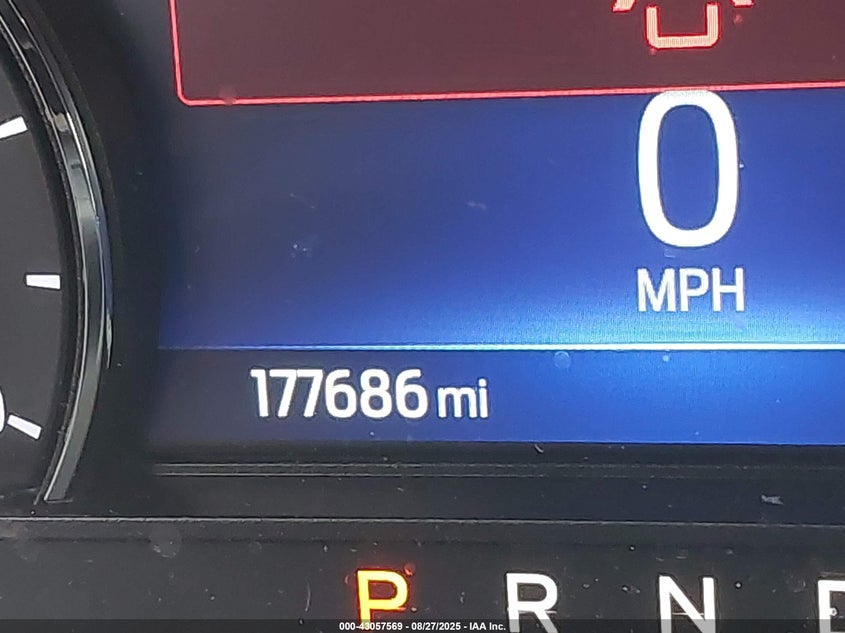 0
MPH
177686 mi
P R N D
000-43057569 - 08/27/2025 - IAA Inc.